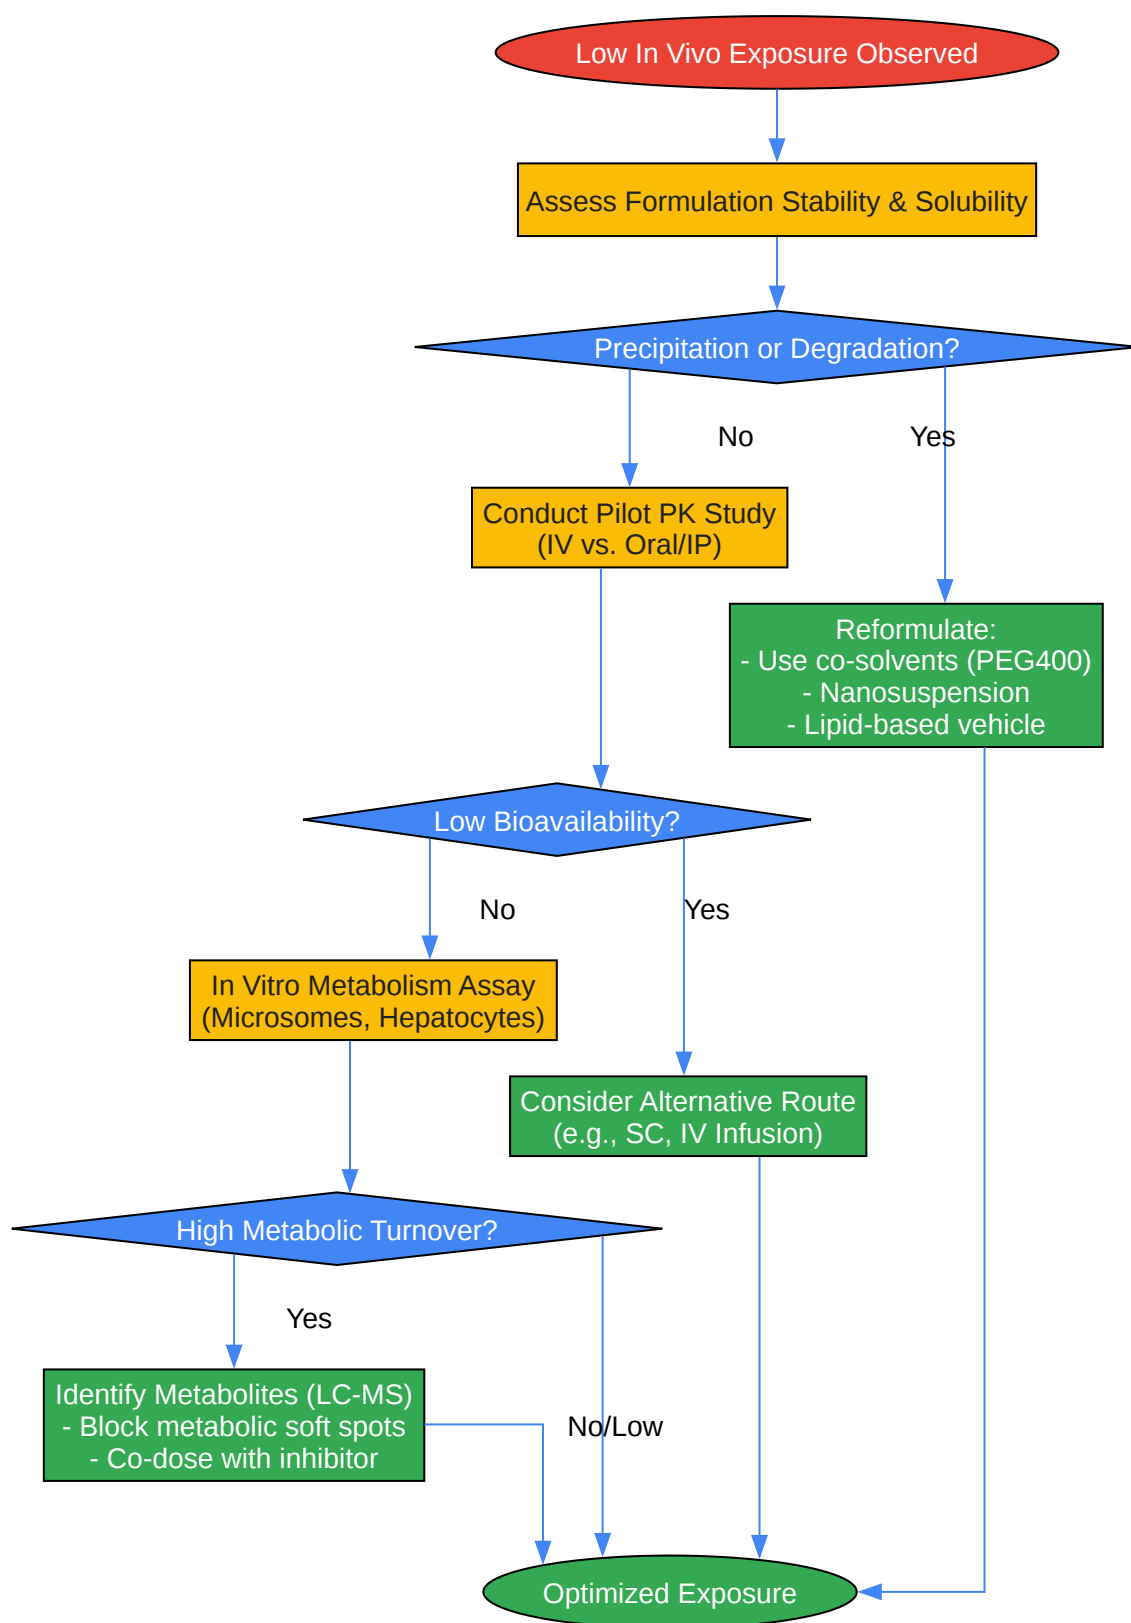 Low In Vivo Exposure Observed
Assess Formulation Stability & Solubility
Precipitation or Degradation?
No
Yes
Conduct Pilot PK Study
(IV vs. Oral/IP)
Reformulate:
- Use co-solvents (PEG400)
- Nanosuspension
- Lipid-based vehicle
Low Bioavailability?
No
Yes
In Vitro Metabolism Assay
(Microsomes, Hepatocytes)
Consider Alternative Route
(e.g., SC, IV Infusion)
High Metabolic Turnover?
Yes
Identify Metabolites (LC-MS)
- Block metabolic soft spots
- Co-dose with inhibitor
No/Low
Optimized Exposure